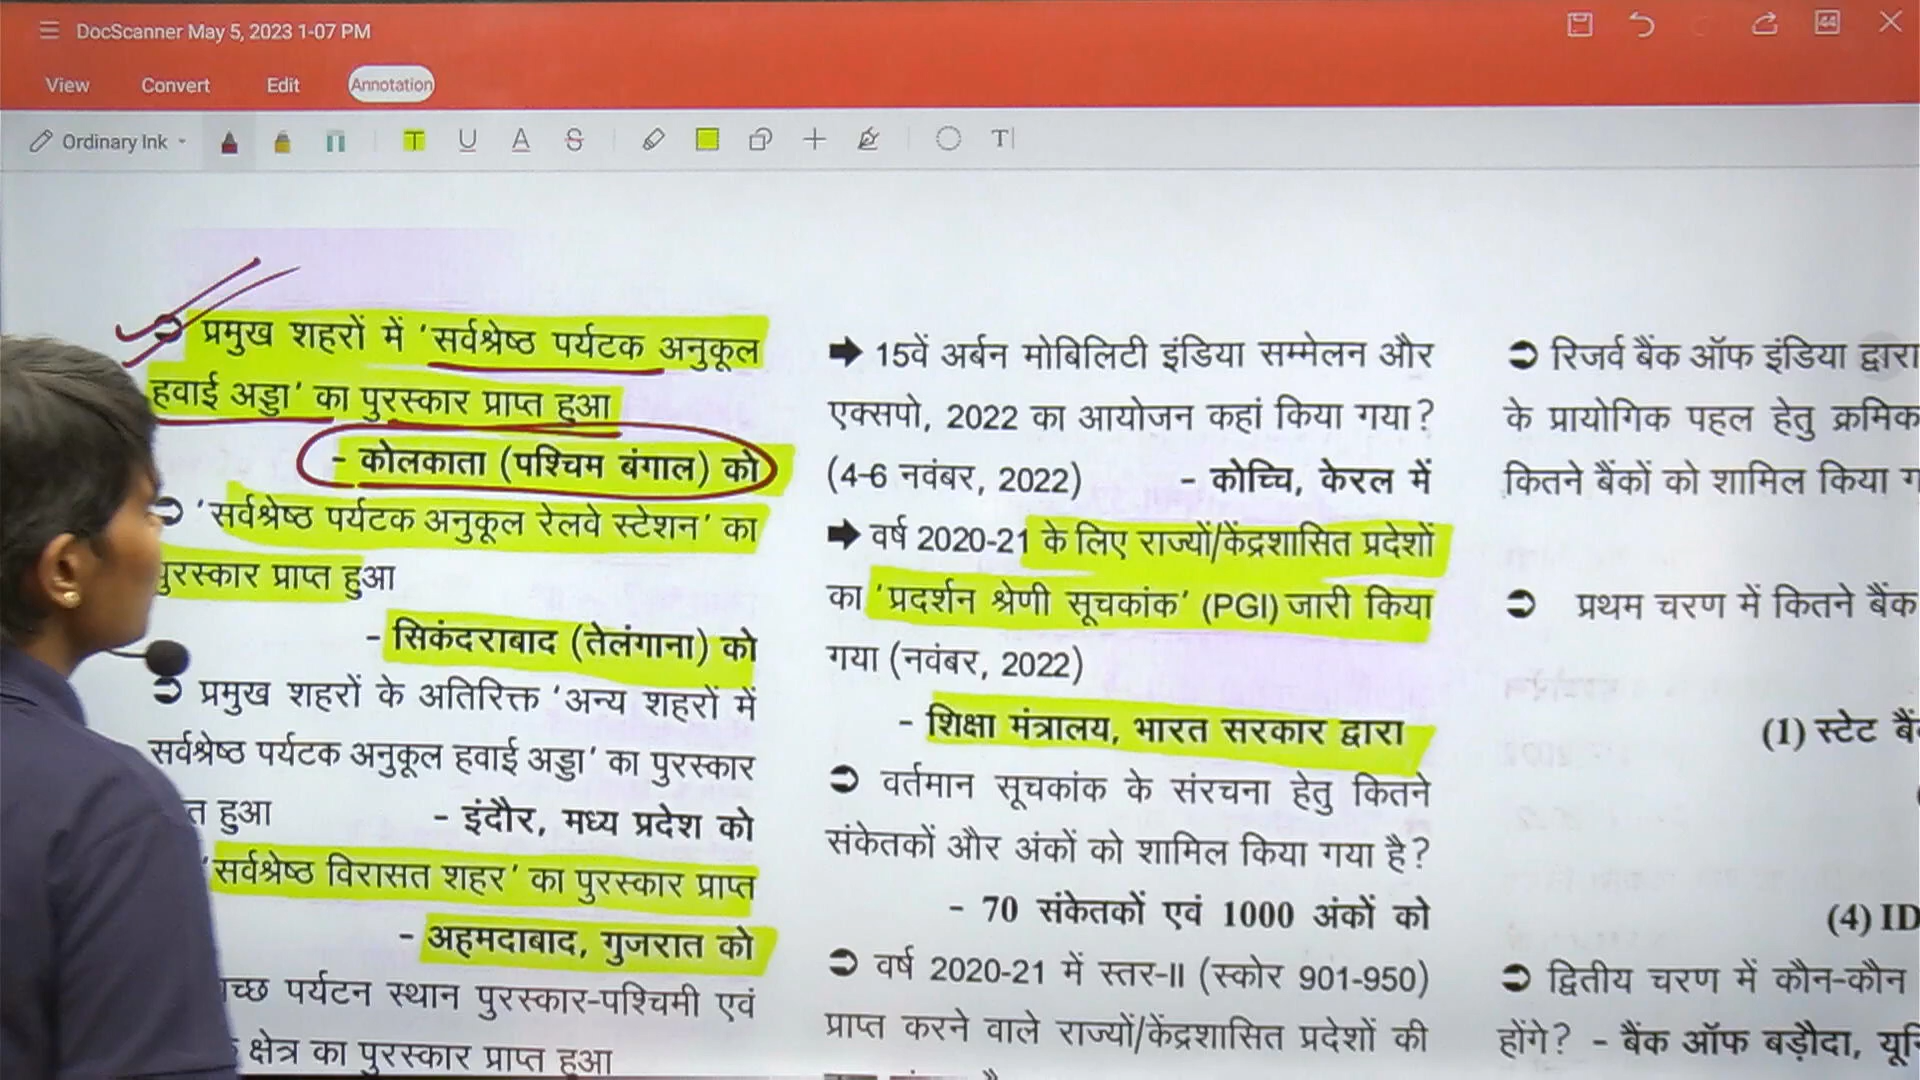 DocScanner May 5, 2023 1-07 PM
View Convert Edit Annotation
Ordinary Ink
प्रमुख शहरों में 'सर्वश्रेष्ठ पर्यटक अनुकूल
हवाई अड्डा' का पुरस्कार प्राप्त हुआ
- कोलकाता (पश्चिम बंगाल) को
'सर्वश्रेष्ठ पर्यटक अनुकूल रेलवे स्टेशन' का
पुरस्कार प्राप्त हुआ
- सिकंदराबाद (तेलंगाना) को
प्रमुख शहरों के अतिरिक्त 'अन्य शहरों में
सर्वश्रेष्ठ पर्यटक अनुकूल हवाई अड्डा' का पुरस्कार
हुआ - इंदौर, मध्य प्रदेश को
'सर्वश्रेष्ठ विरासत शहर' का पुरस्कार प्राप्त
- अहमदाबाद, गुजरात को
पर्यटन स्थान पुरस्कार-पश्चिमी एवं
क्षेत्र का पुरस्कार प्राप्त हुआ
➡ 15वें अर्बन मोबिलिटी इंडिया सम्मेलन और
एक्सपो, 2022 का आयोजन कहां किया गया?
(4-6 नवंबर, 2022) - कोच्चि, केरल में
➡ वर्ष 2020-21 के लिए राज्यों/केंद्रशासित प्रदेशों
का 'प्रदर्शन श्रेणी सूचकांक' (PGI) जारी किया
गया (नवंबर, 2022)
- शिक्षा मंत्रालय, भारत सरकार द्वारा
वर्तमान सूचकांक के संरचना हेतु कितने
संकेतकों और अंकों को शामिल किया गया है?
- 70 संकेतकों एवं 1000 अंकों को
वर्ष 2020-21 में स्तर-II (स्कोर 901-950)
प्राप्त करने वाले राज्यों/केंद्रशासित प्रदेशों की
रिजर्व बैंक ऑफ इंडिया द्वारा
के प्रायोगिक पहल हेतु क्रमिक
कितने बैंकों को शामिल किया
प्रथम चरण में कितने बैंक
(1) स्टेट
(4) ID
द्वितीय चरण में कौन-कौन
होंगे? - बैंक ऑफ बड़ौदा,